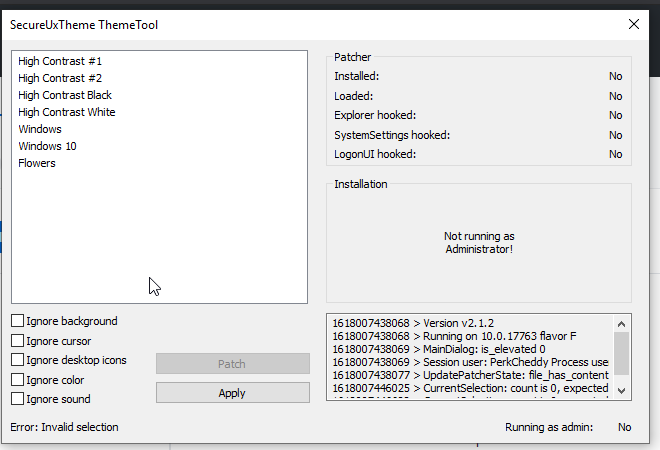 SecureUxTheme ThemeTool
High Contrast #1
High Contrast #2
High Contrast Black
High Contrast White
Windows
Windows 10
Flowers
Patcher
Installed: No
Loaded: No
Explorer hooked: No
SystemSettings hooked: No
LogonUI hooked: No
Installation
Not running as
Administrator!
Ignore background
Ignore cursor
Ignore desktop icons
Ignore color
Ignore sound
Patch
Apply
1618007438068 > Version v2.1.2
1618007438068 > Running on 10.0.17763 flavor F
1618007438069 > MainDialog: is_elevated 0
1618007438069 > Session user: PerkCheddy Process use
1618007438077 > UpdatePatcherState: file_has_content
1618007446025 > CurrentSelection: count is 0, expected
Error: Invalid selection
Running as admin: No